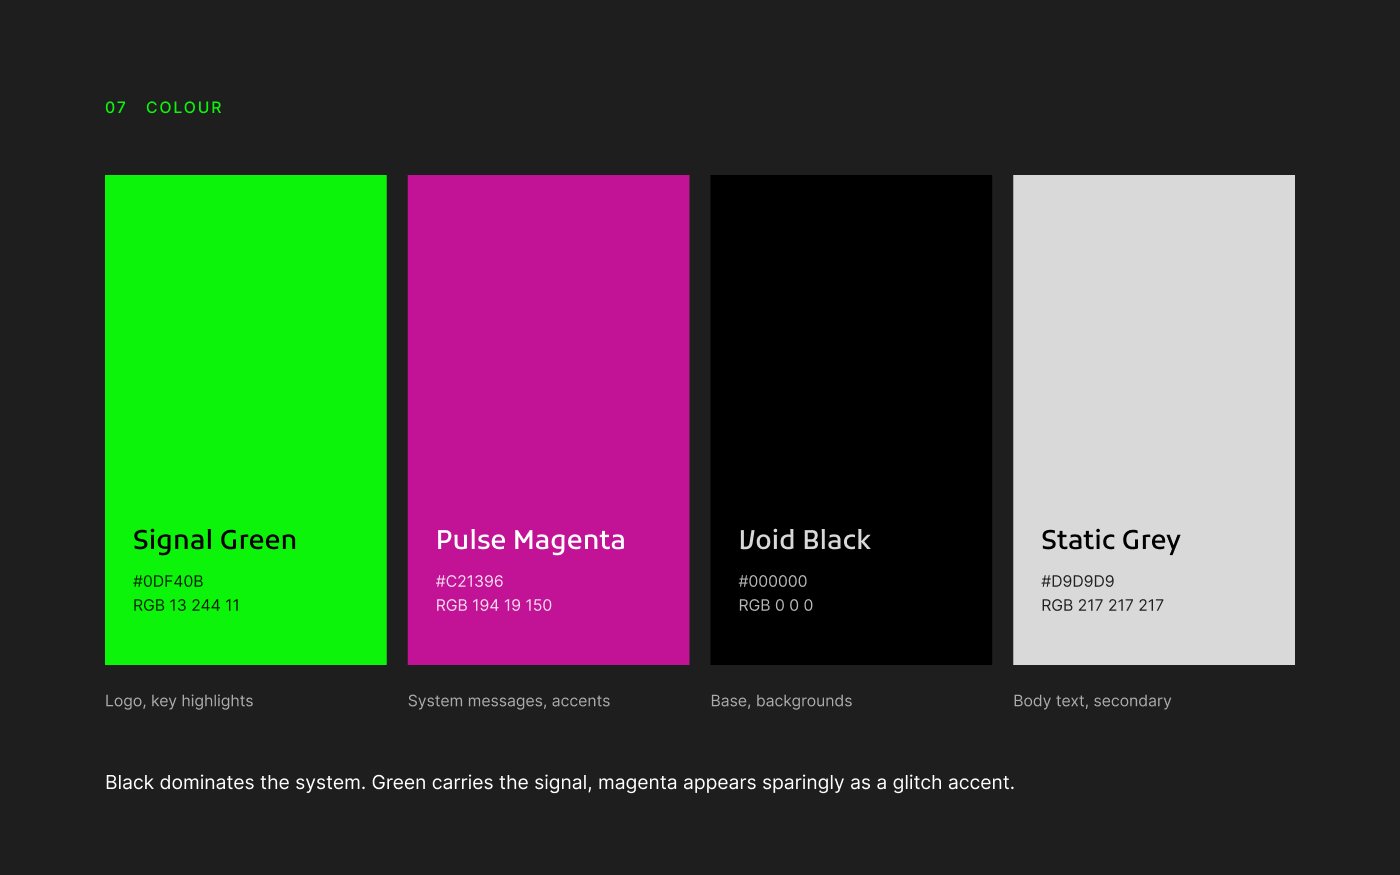 07 COLOUR
Signal Green
#0DF40B
RGB 13 244 11
Logo, key highlights
Pulse Magenta
#C21396
RGB 194 19 150
System messages, accents
Void Black
#000000
RGB 0 0 0
Base, backgrounds
Static Grey
#D9D9D9
RGB 217 217 217
Body text, secondary
Black dominates the system. Green carries the signal, magenta appears sparingly as a glitch accent.